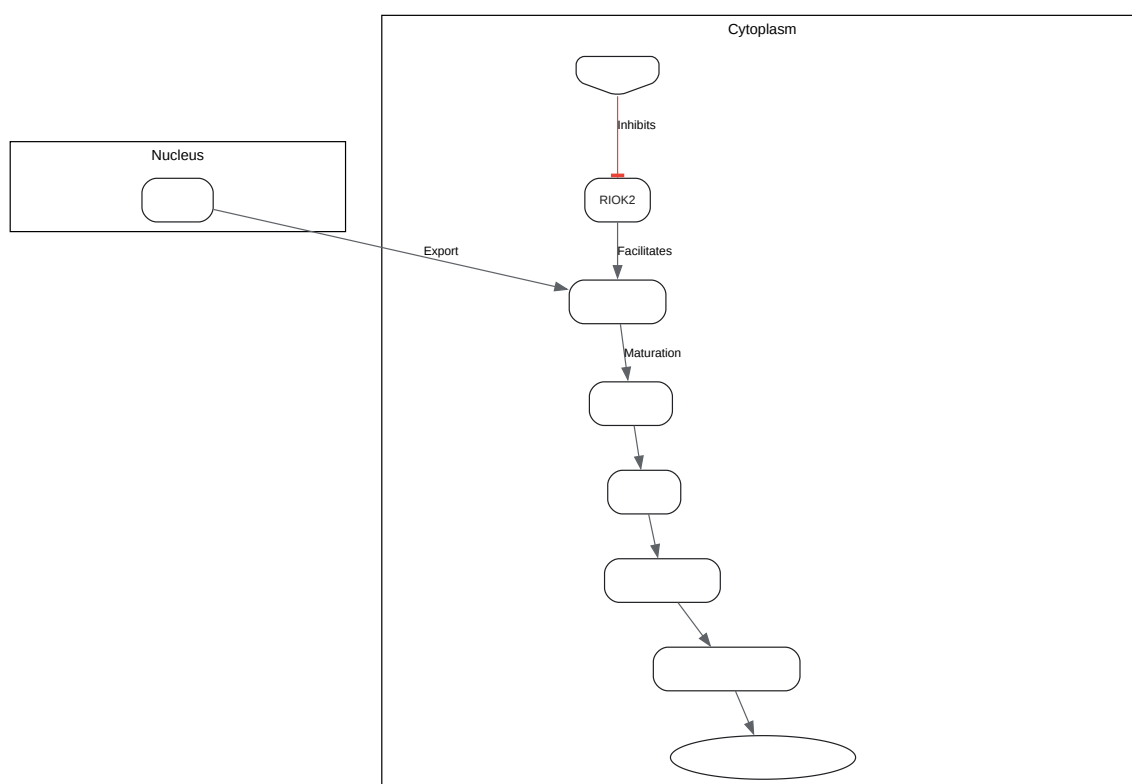 Cytoplasm
Inhibits
Nucleus
RIOK2
Export
Facilitates
Maturation